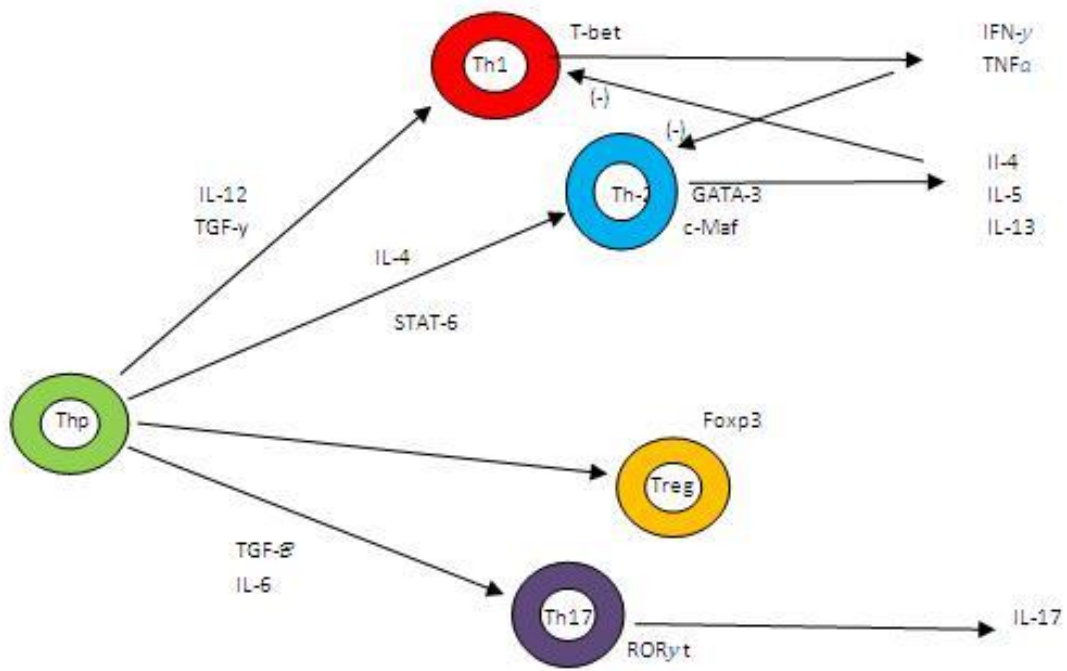 T-bet
IFN-γ
Th1
TNFα
(-)
(-)
Il-4
IL-12
Th-2
GATA-3
IL-5
TGF-γ
c-Maf
IL-13
IL-4
STAT-6
Thp
Foxp3
Treg
IL-6
Th17
IL-17
RORγt